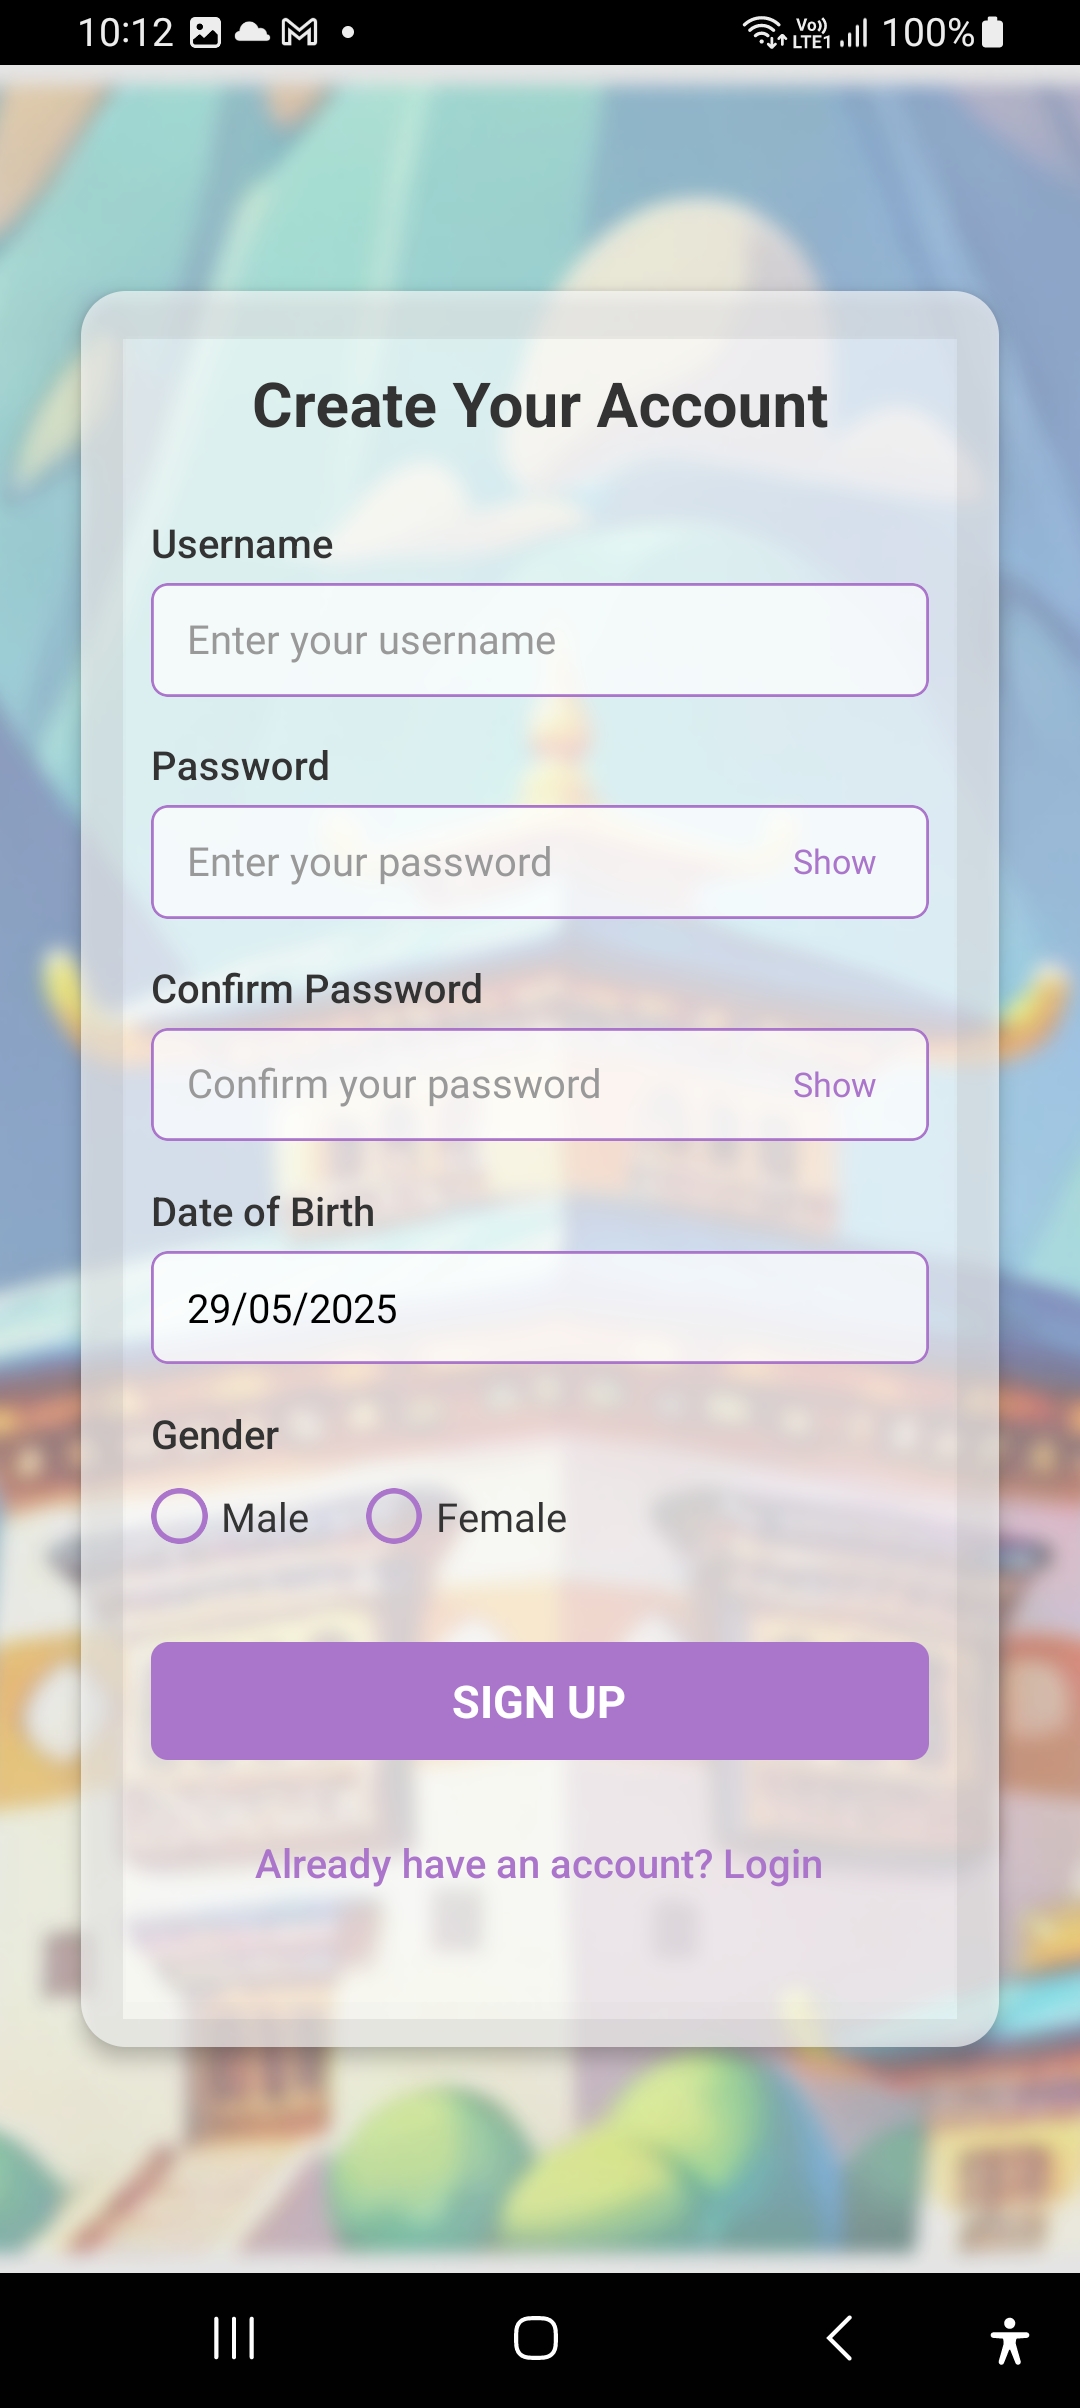 10:12
Vo)) LTE1 100%
Create Your Account
Username
Enter your username
Password
Enter your password Show
Confirm Password
Confirm your password Show
Date of Birth
29/05/2025
Gender
Male Female
SIGN UP
Already have an account? Login